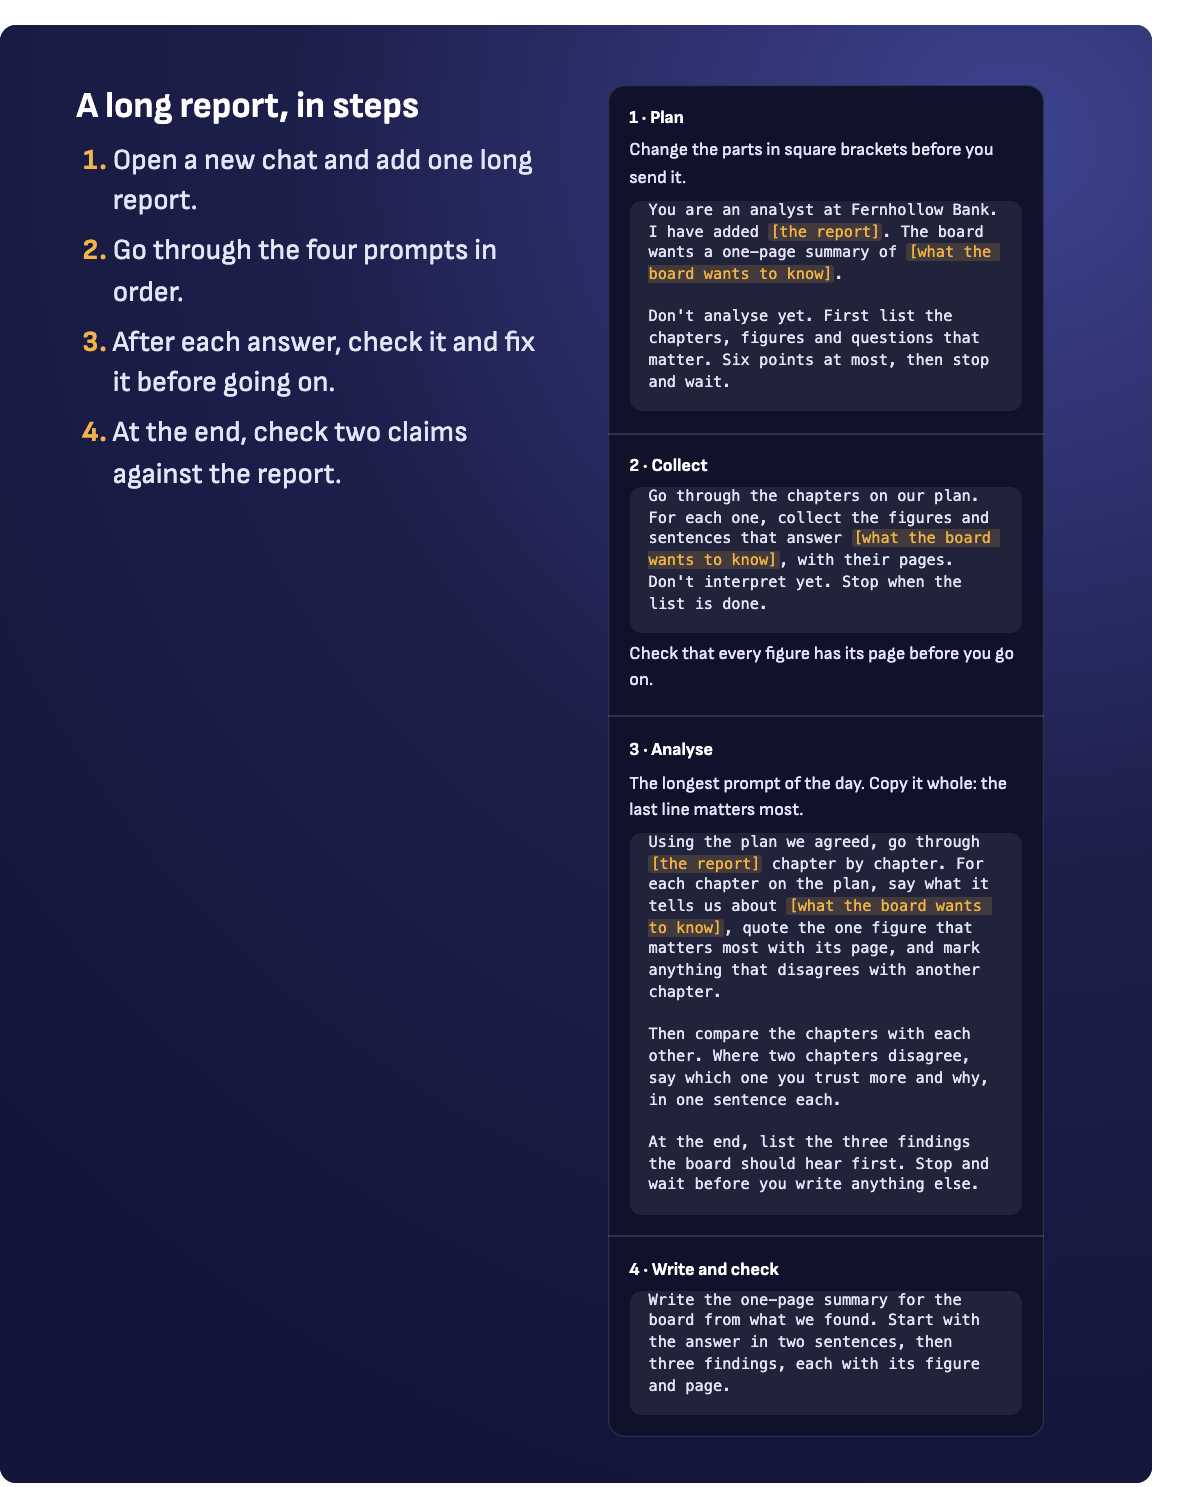 A long report, in steps
1. Open a new chat and add one long
report.
2. Go through the four prompts in
order.
3. After each answer, check it and fix
it before going on.
4. At the end, check two claims
against the report.
1 · Plan
Change the parts in square brackets before you
send it.
You are an analyst at Fernhollow Bank.
I have added [the report]. The board
wants a one-page summary of [what the
board wants to know].
Don't analyse yet. First list the
chapters, figures and questions that
matter. Six points at most, then stop
and wait.
2 · Collect
Go through the chapters on our plan.
For each one, collect the figures and
sentences that answer [what the board
wants to know], with their pages.
Don't interpret yet. Stop when the
list is done.
Check that every figure has its page before you go
on.
3 · Analyse
The longest prompt of the day. Copy it whole: the
last line matters most.
Using the plan we agreed, go through
[the report] chapter by chapter. For
each chapter on the plan, say what it
tells us about [what the board wants
to know], quote the one figure that
matters most with its page, and mark
anything that disagrees with another
chapter.
Then compare the chapters with each
other. Where two chapters disagree,
say which one you trust more and why,
in one sentence each.
At the end, list the three findings
the board should hear first. Stop and
wait before you write anything else.
4 · Write and check
Write the one-page summary for the
board from what we found. Start with
the answer in two sentences, then
three findings, each with its figure
and page.